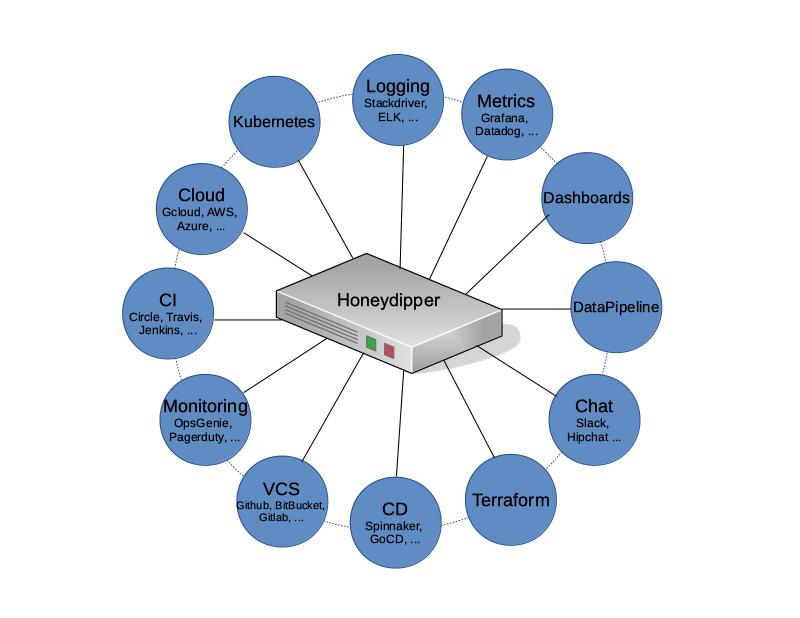 Logging
Stackdriver,
ELK, ...
Metrics
Grafana,
Datadog, ...
Kubernetes
Dashboards
Cloud
Gcloud, AWS,
Azure, ...
Honeydipper
DataPipeline
CI
Circle, Travis,
Jenkins, ...
Monitoring
OpsGenie,
Pagerduty, ...
Chat
Slack,
Hipchat ...
VCS
Github, BitBucket,
Gitlab, ...
CD
Spinnaker,
GoCD, ...
Terraform